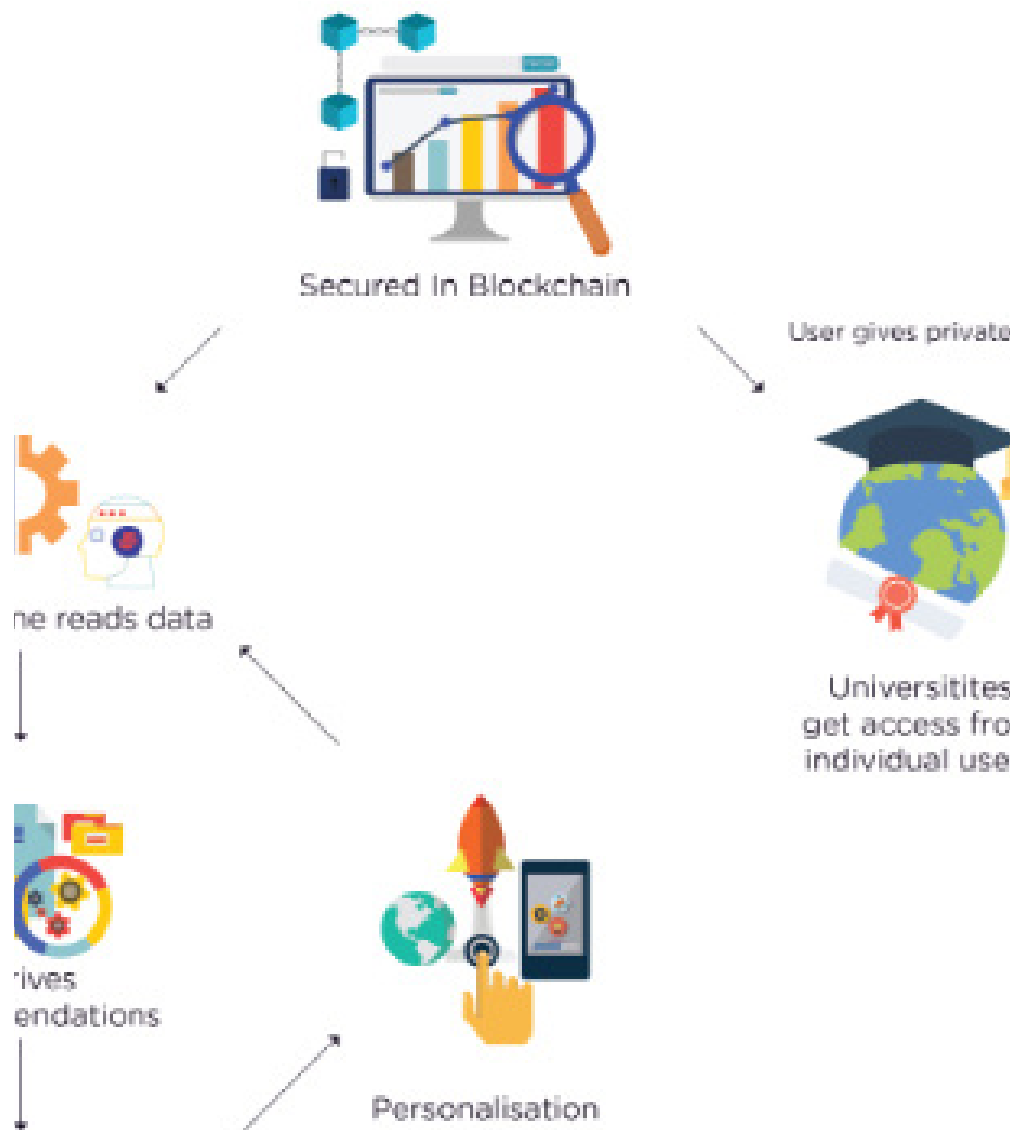 Secured In Blockchain
User gives private
ne reads data
Universitites
get access fro
individual use
rives
endations
Personalisation